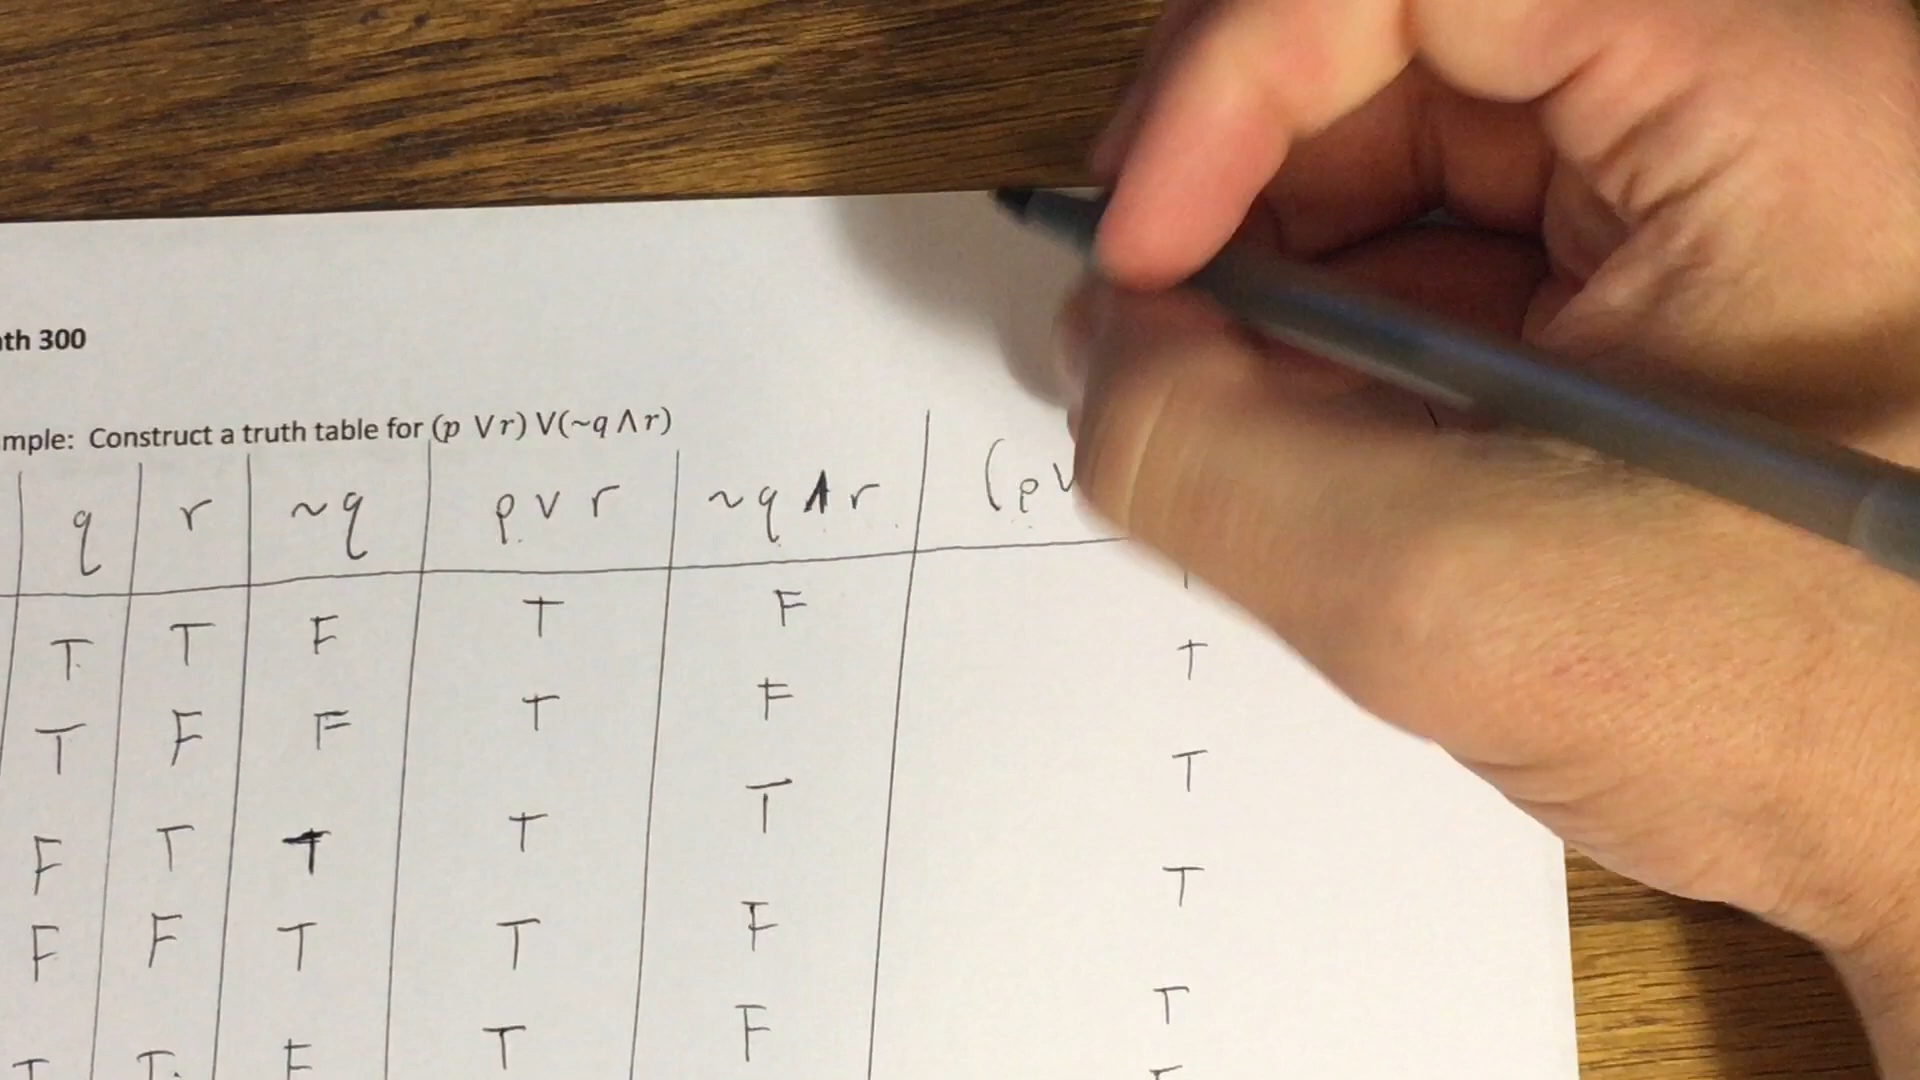 th 300
mple: Construct a truth table for (p ∨ r) ∨(~q ∧ r)
q r ~q p ∨ r ~q ∧ r (p ∨
T T F T F T
T F F T F T
F T T T T T
F F T T F T
T T F T F T